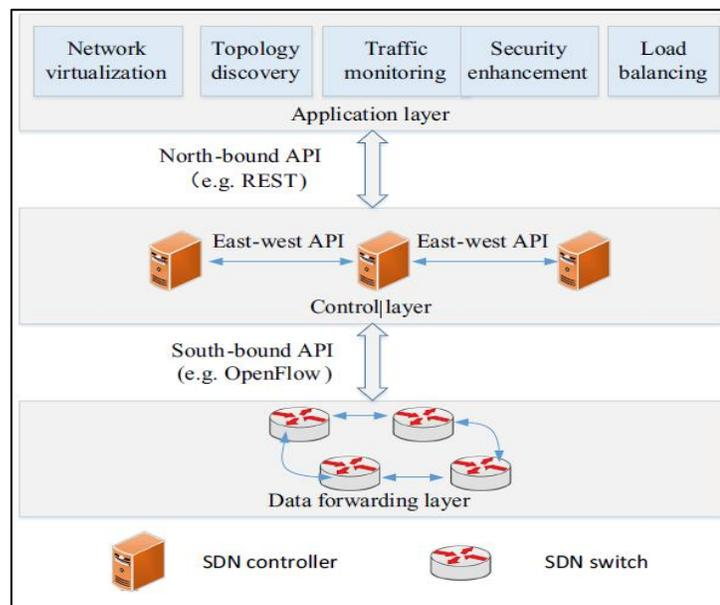 Network
virtualization
Topology
discovery
Traffic
monitoring
Security
enhancement
Load
balancing
Application layer
North-bound API
（e.g. REST)
East-west API
East-west API
Control layer
South-bound API
(e.g. OpenFlow)
Data forwarding layer
SDN controller
SDN switch